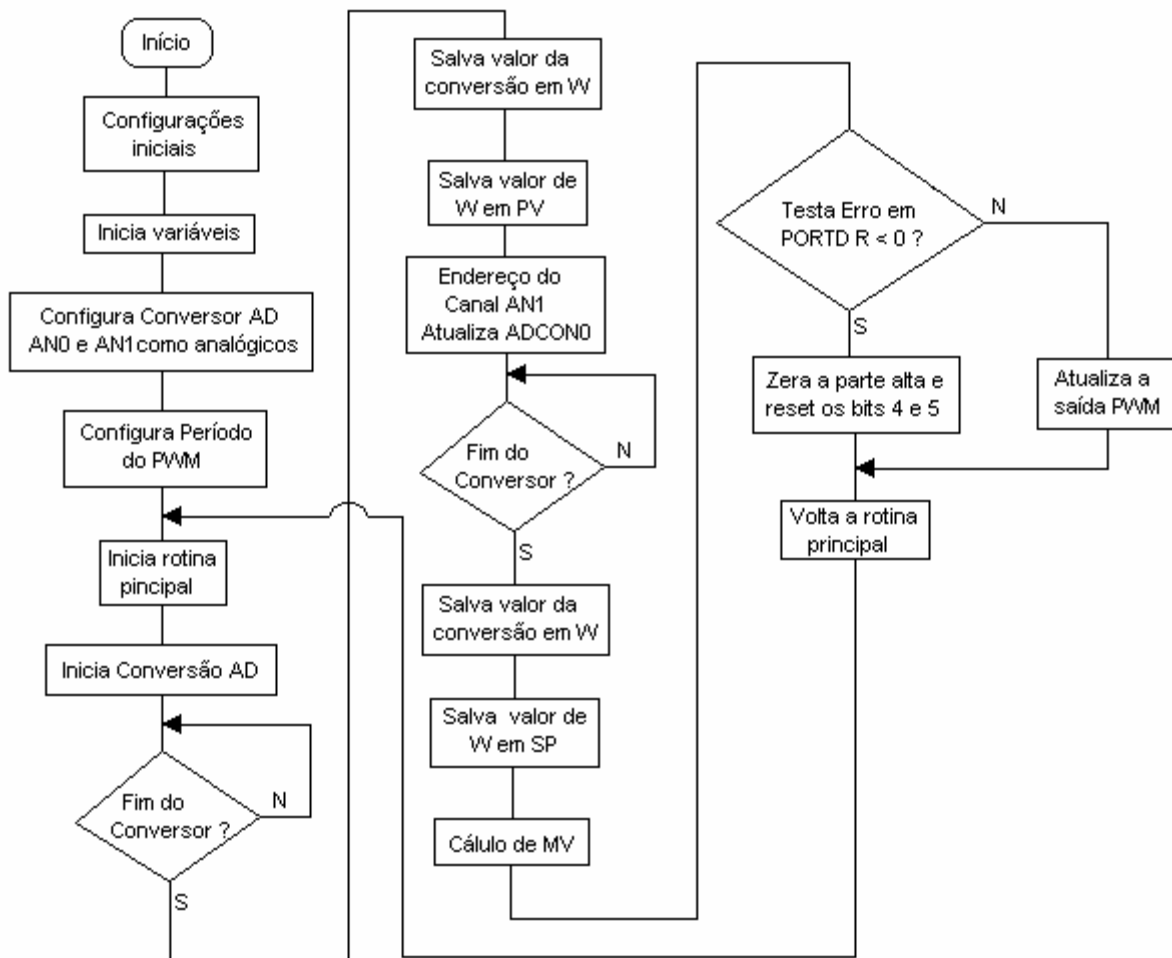 Início
Configurações
iniciais
Inicia variáveis
Configura Conversor AD
AN0 e AN1como analógicos
Configura Período
do PWM
Inicia rotina
pincipal
Inicia Conversão AD
Fim do
Conversor ?
N
S
Salva valor da
conversão em W
Salva valor de
W em PV
Endereço do
Canal AN1
Atualiza ADCON0
Fim do
Conversor ?
N
S
Salva valor da
conversão em W
Salva valor de
W em SP
Cálulo de MV
Testa Erro em
PORTD R < 0 ?
N
S
Zera a parte alta e
reset os bits 4 e 5
Atualiza a
saída PWM
Volta a rotina
principal